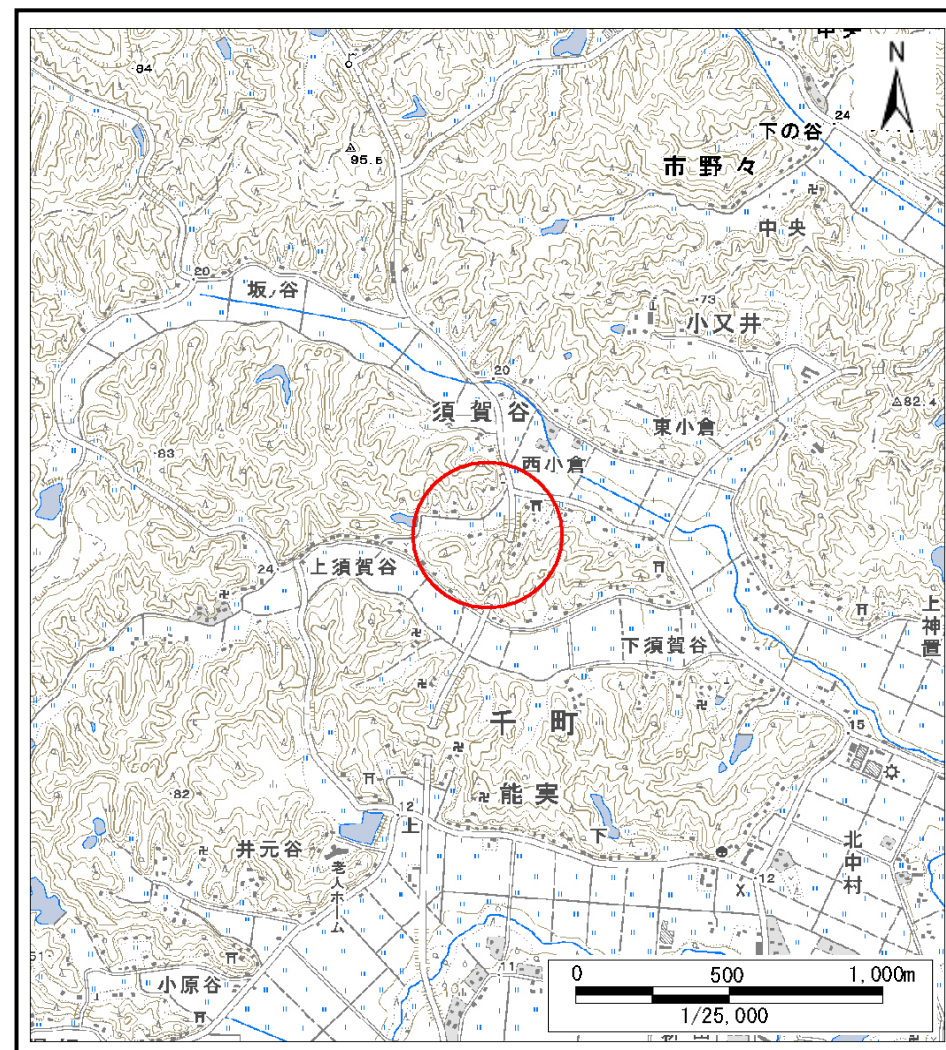 84
N
24
下の谷
95.5
市野々
中央
20
坂ノ谷
73
小又井
20
82.4
須賀谷
東小倉
西小倉
83
上須賀谷
24
上神置
下須賀谷
千町
15
82
能実
12
上
下
井元谷
老人ホーム
北中村
12
小原谷
11
51
0 500 1,000m
1/25,000